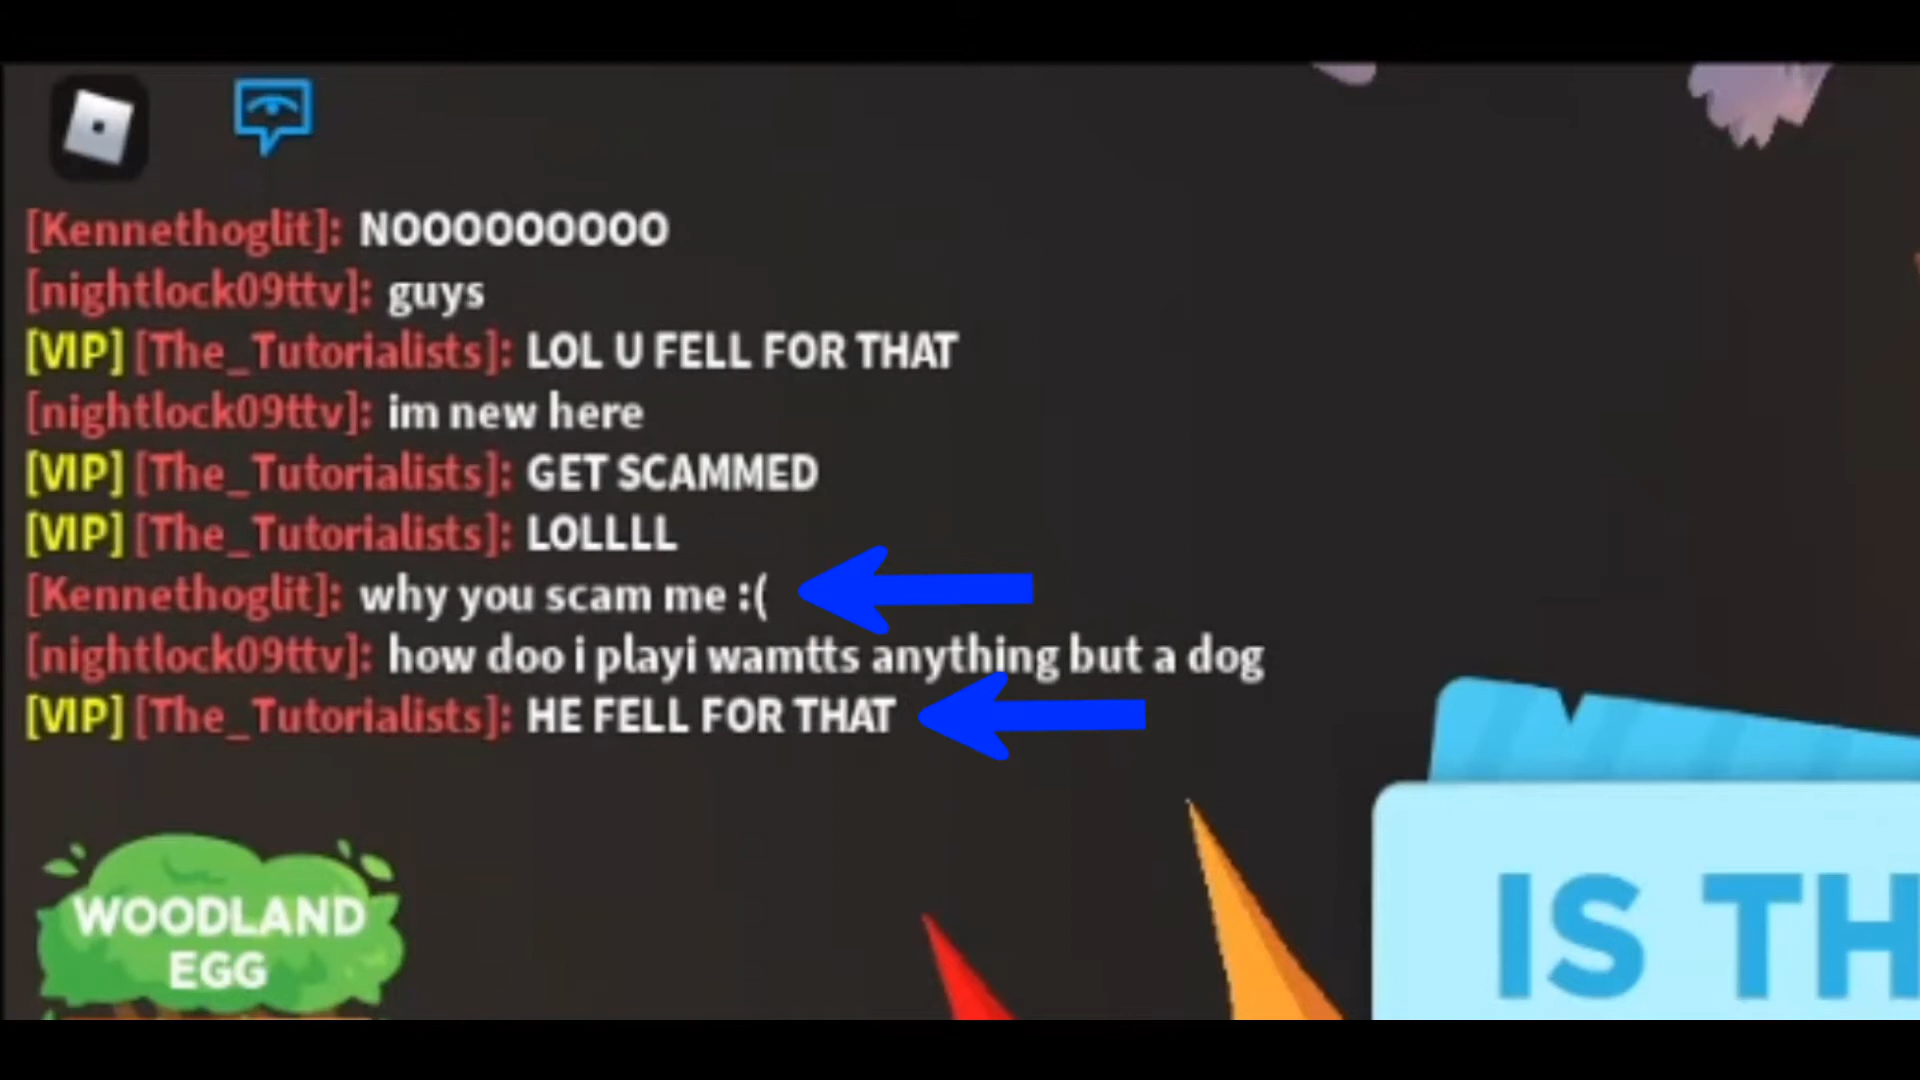 [Kennethoglit]: NOOOOOOOOO
[nightlock09ttv]: guys
[VIP] [The_Tutorialists]: LOL U FELL FOR THAT
[nightlock09ttv]: im new here
[VIP] [The_Tutorialists]: GET SCAMMED
[VIP] [The_Tutorialists]: LOLLLL
[Kennethoglit]: why you scam me :(
[nightlock09ttv]: how doo i playi wamtts anything but a dog
[VIP] [The_Tutorialists]: HE FELL FOR THAT
WOODLAND
EGG
IS TH